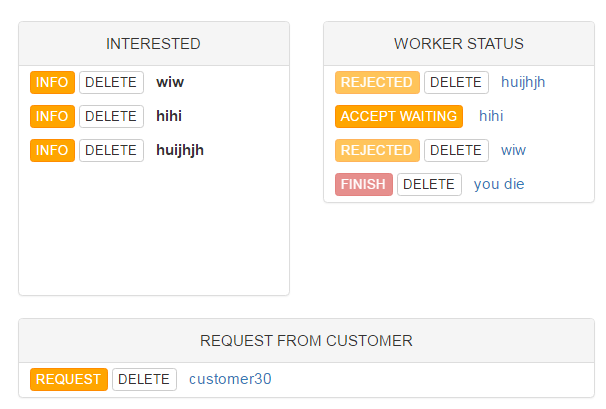 INTERESTED
INFO DELETE wiw
INFO DELETE hihi
INFO DELETE huijhjh
WORKER STATUS
REJECTED DELETE huijhjh
ACCEPT WAITING hihi
REJECTED DELETE wiw
FINISH DELETE you die
REQUEST FROM CUSTOMER
REQUEST DELETE customer30